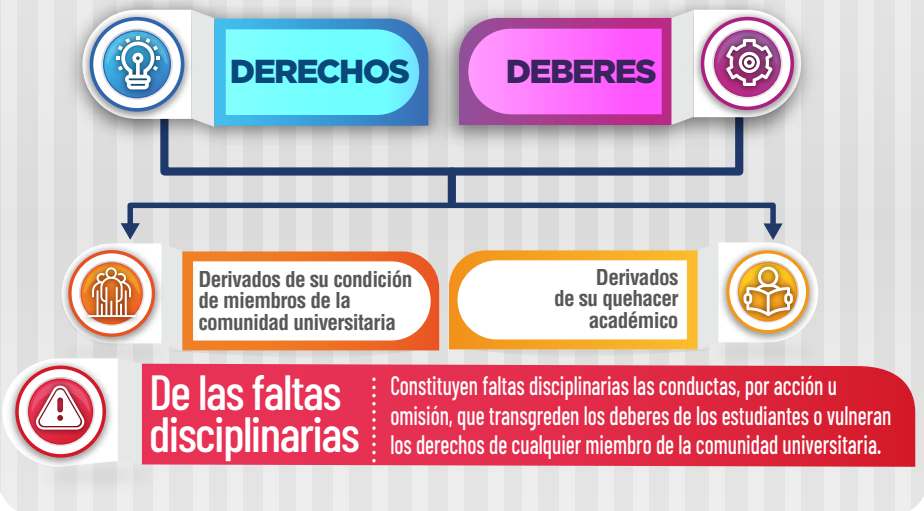 DERECHOS
DEBERES
Derivados de su condición
de miembros de la
comunidad universitaria
Derivados
de su quehacer
académico
De las faltas
disciplinarias
Constituyen faltas disciplinarias las conductas, por acción u
omisión, que transgreden los deberes de los estudiantes o vulneran
los derechos de cualquier miembro de la comunidad universitaria.